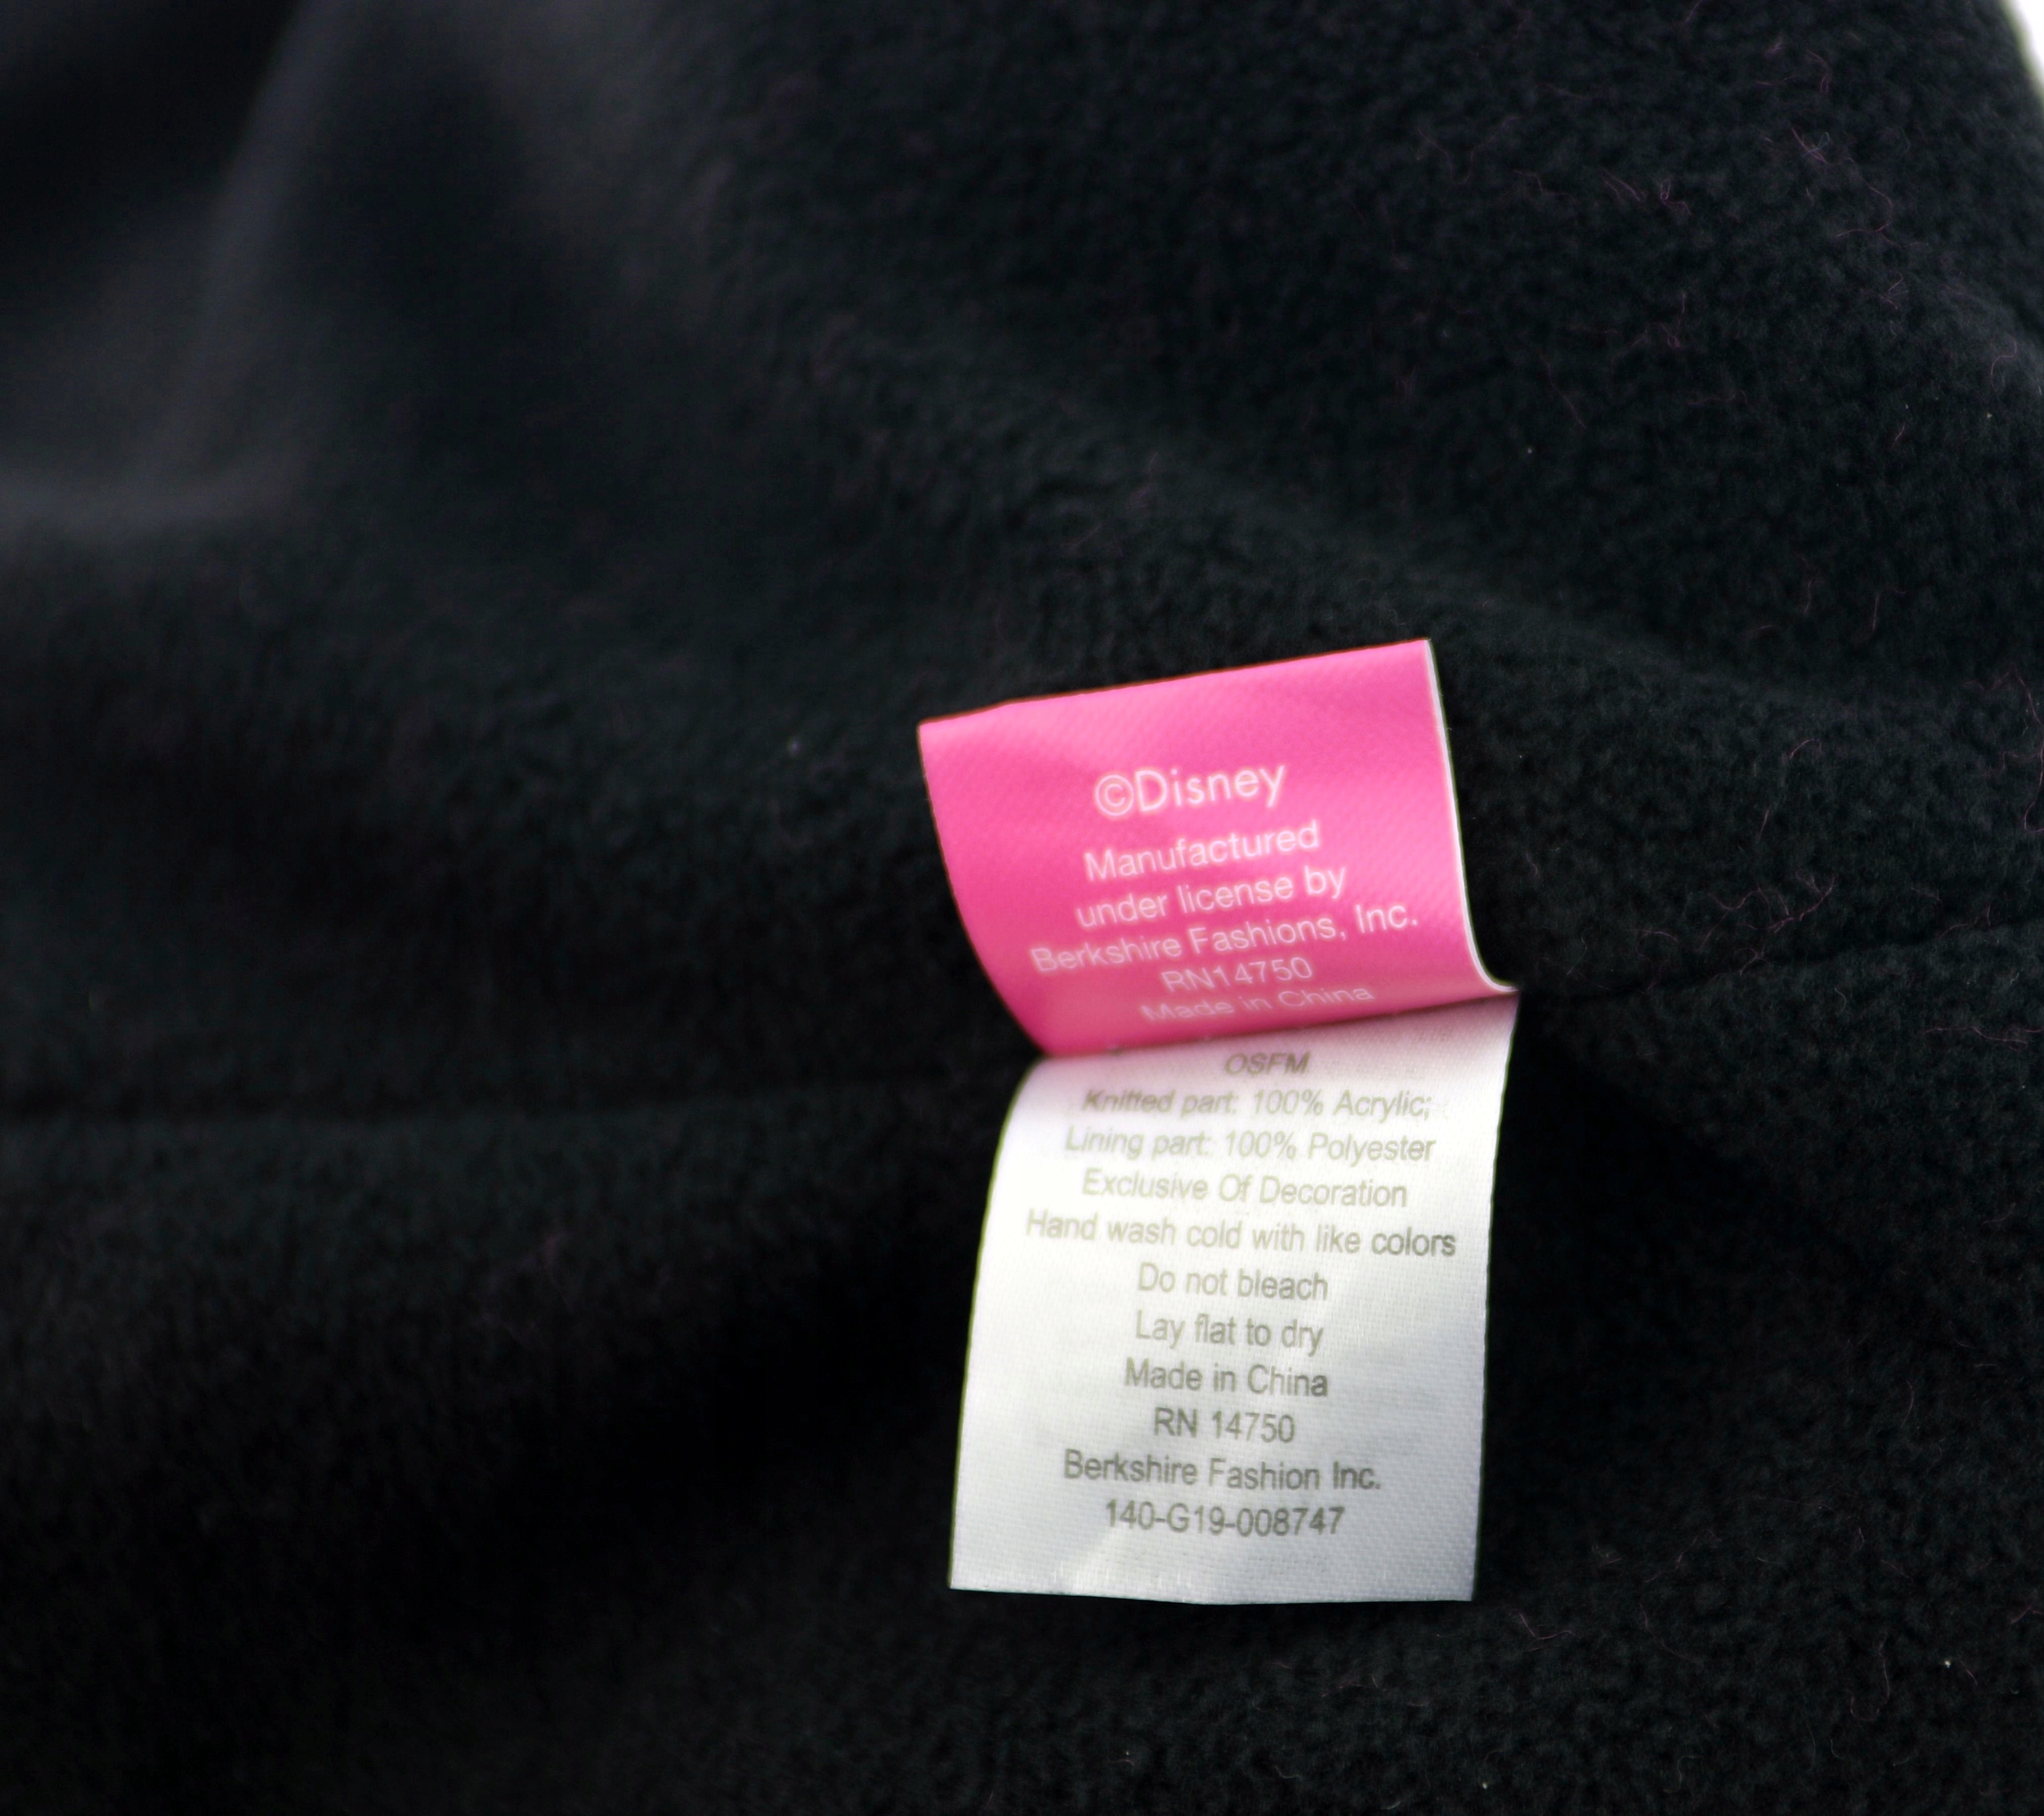 ©Disney
Manufactured
under license by
Berkshire Fashions, Inc.
RN14750
Made in China
OSFM
Knitted part: 100% Acrylic;
Lining part: 100% Polyester
Exclusive Of Decoration
Hand wash cold with like colors
Do not bleach
Lay flat to dry
Made in China
RN 14750
Berkshire Fashion Inc.
140-G19-008747